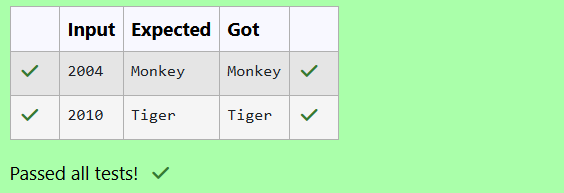 Input Expected Got
2004 Monkey Monkey
2010 Tiger Tiger
Passed all tests!